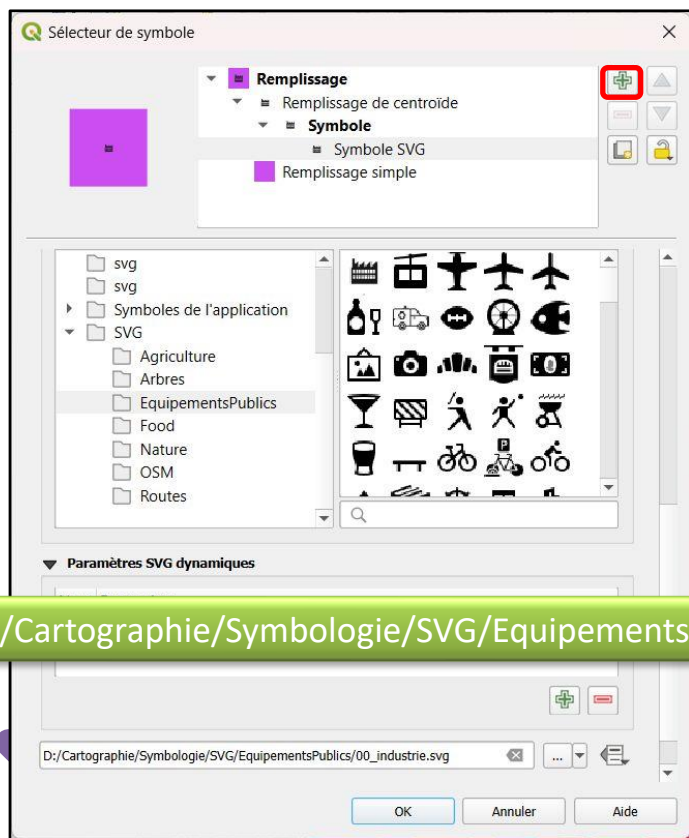 Sélecteur de symbole
Remplissage
Remplissage de centroïde
Symbole
Symbole SVG
Remplissage simple
svg
svg
Symboles de l'application
SVG
Agriculture
Arbres
EquipementsPublics
Food
Nature
OSM
Routes
Paramètres SVG dynamiques
/Cartographie/Symbologie/SVG/Equipements
D:/Cartographie/Symbologie/SVG/EquipementsPublics/00_industrie.svg
...
OK
Annuler
Aide